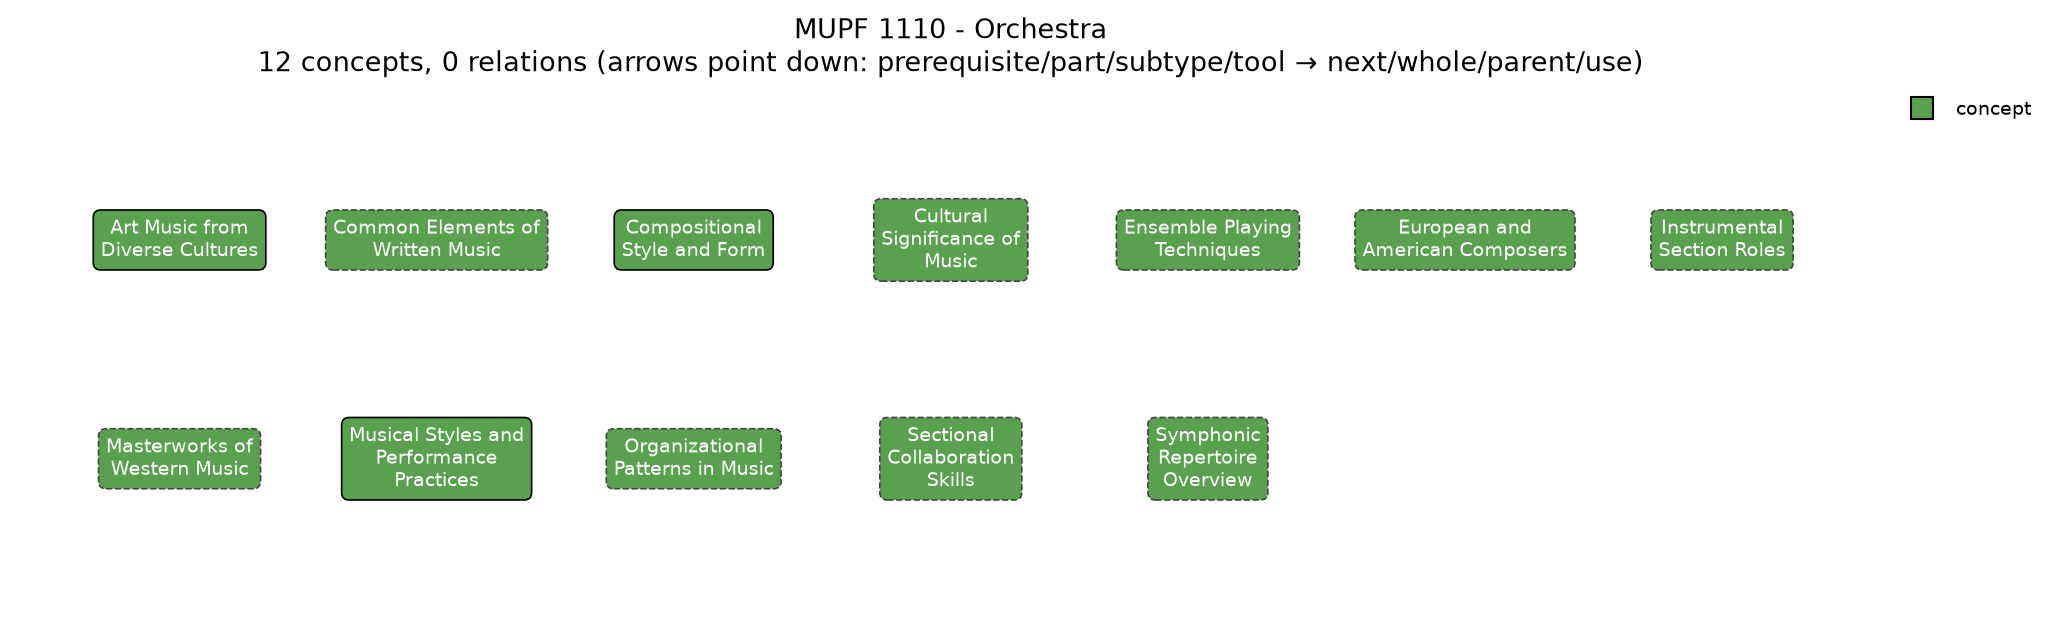 MUPF 1110 - Orchestra
12 concepts, 0 relations (arrows point down: prerequisite/part/subtype/tool → next/whole/parent/use)
concept
Art Music from
Diverse Cultures
Common Elements of
Written Music
Compositional
Style and Form
Cultural
Significance of
Music
Ensemble Playing
Techniques
European and
American Composers
Instrumental
Section Roles
Masterworks of
Western Music
Musical Styles and
Performance
Practices
Organizational
Patterns in Music
Sectional
Collaboration
Skills
Symphonic
Repertoire
Overview